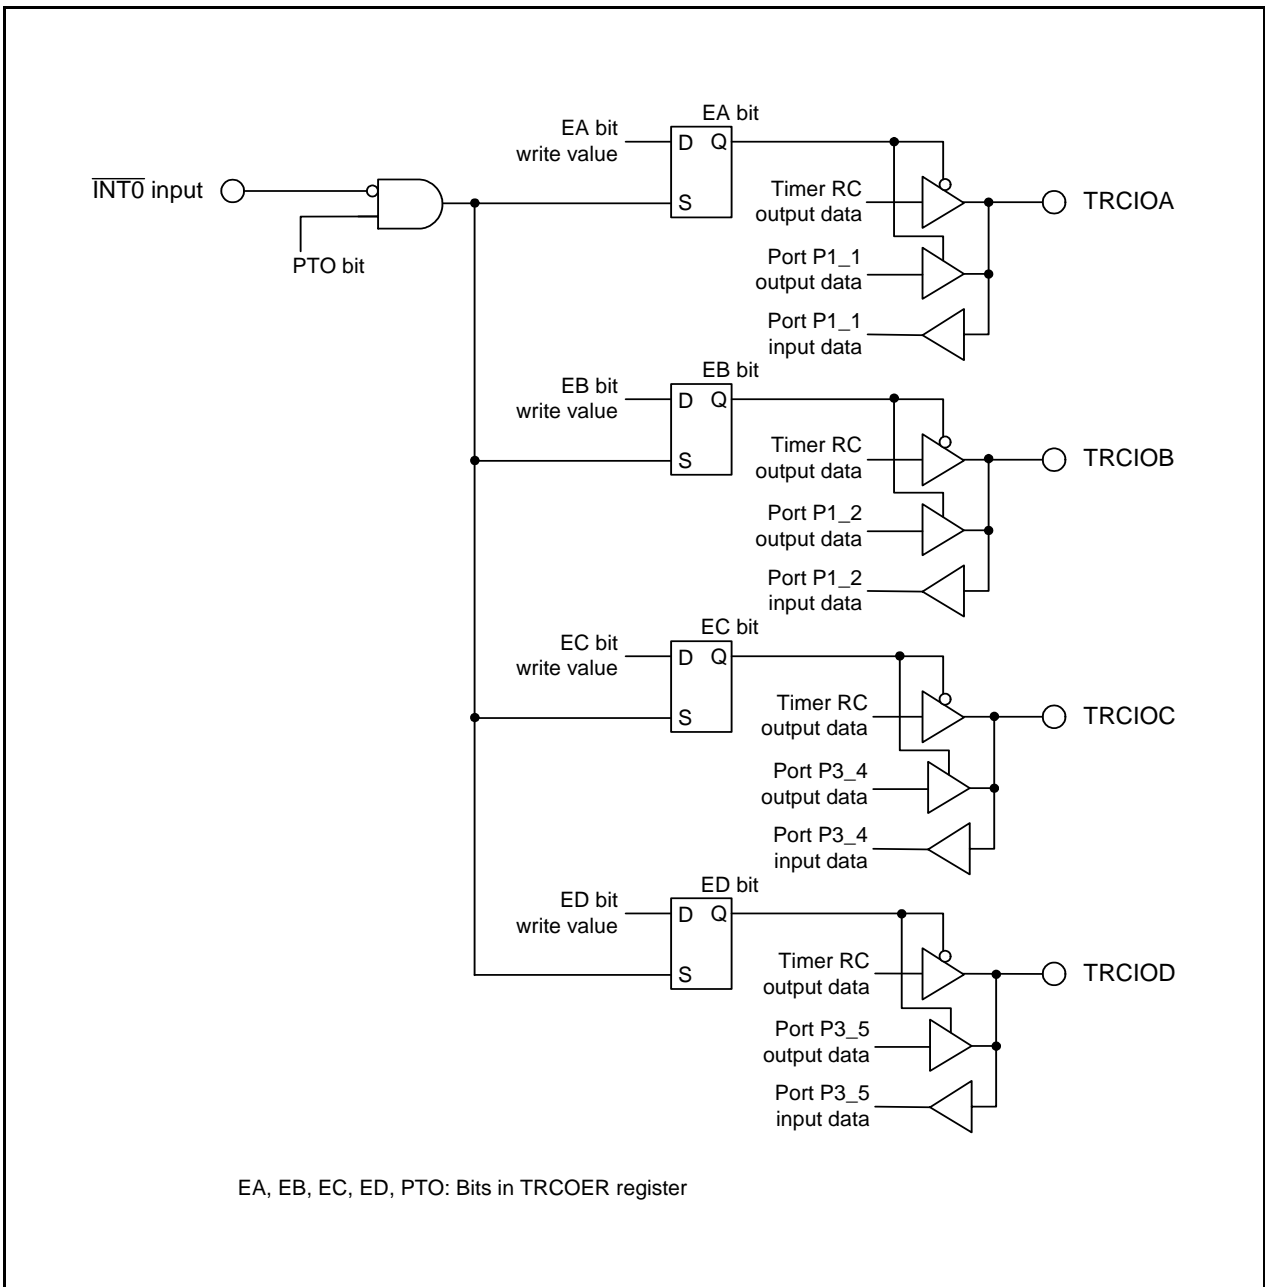 EA bit
EA bit
write value
D Q
S
INT0 input
PTO bit
Timer RC
output data
TRCIOA
Port P1_1
output data
Port P1_1
input data
EB bit
EB bit
write value
D Q
S
Timer RC
output data
TRCIOB
Port P1_2
output data
Port P1_2
input data
EC bit
EC bit
write value
D Q
S
Timer RC
output data
TRCIOC
Port P3_4
output data
Port P3_4
input data
ED bit
ED bit
write value
D Q
S
Timer RC
output data
TRCIOD
Port P3_5
output data
Port P3_5
input data
EA, EB, EC, ED, PTO: Bits in TRCOER register